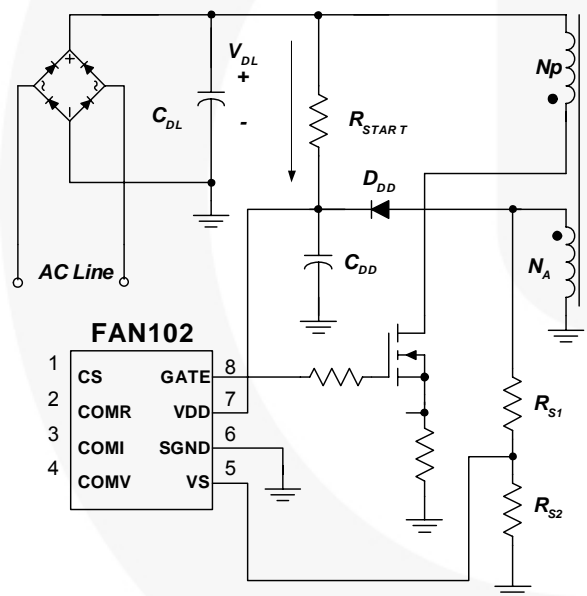 V_DL
+
-
C_DL
R_START
Np
D_DD
C_DD
N_A
AC Line
FAN102
1 CS GATE 8
2 COMR VDD 7
3 COMI SGND 6
4 COMV VS 5
R_S1
R_S2
+
~
~
-